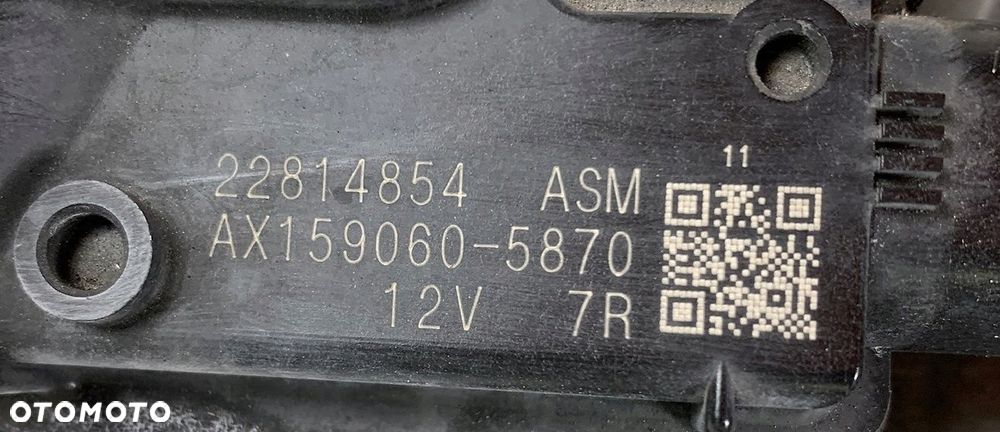 11
22814854 ASM
AX159060-5870
12V 7R
OTOMOTO